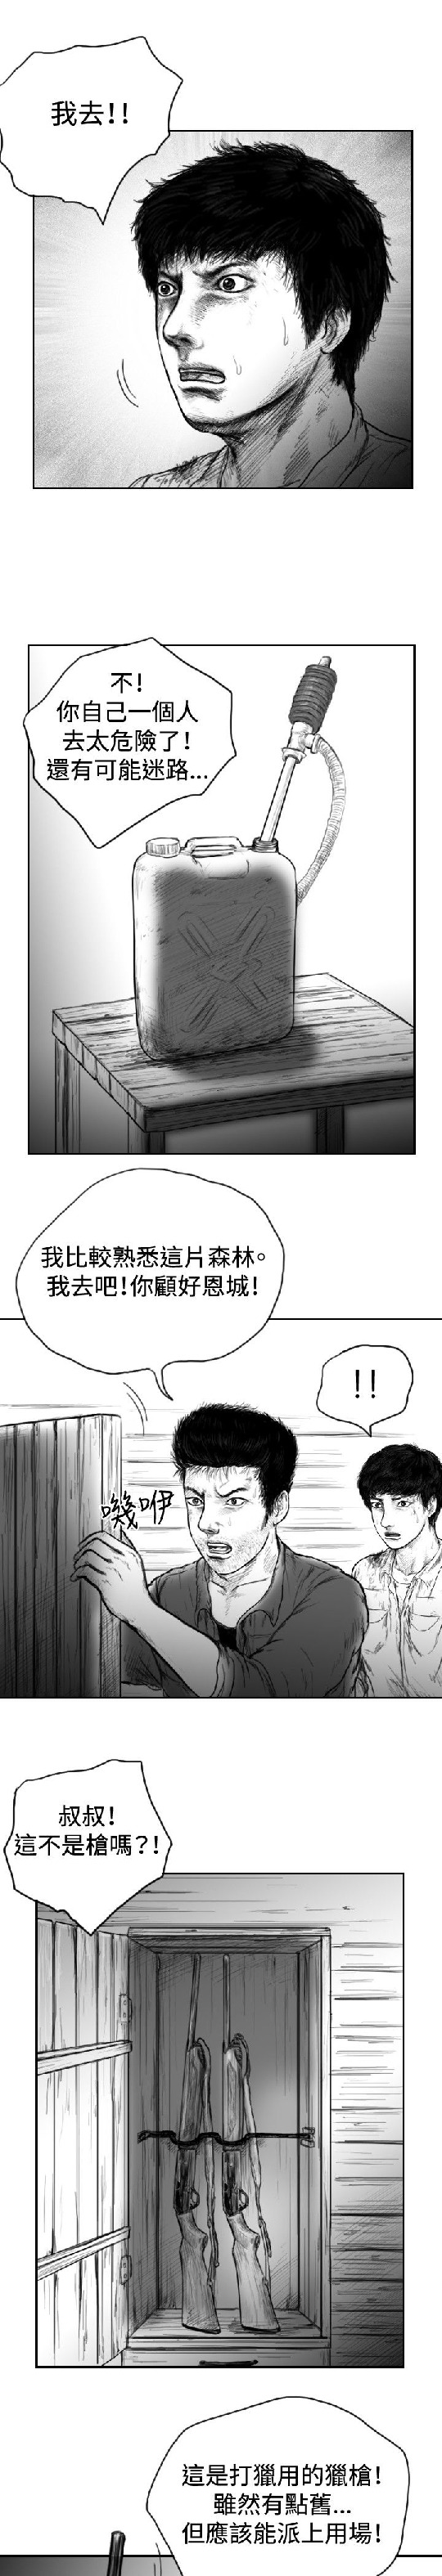 我去!!
不!
你自己一個人
去太危險了!
還有可能迷路...
我比較熟悉這片森林。
我去吧!你顧好恩城!
!!
嘰咿
叔叔!
這不是槍嗎?!
這是打獵用的獵槍!
雖然有點舊...
但應該能派上用場!